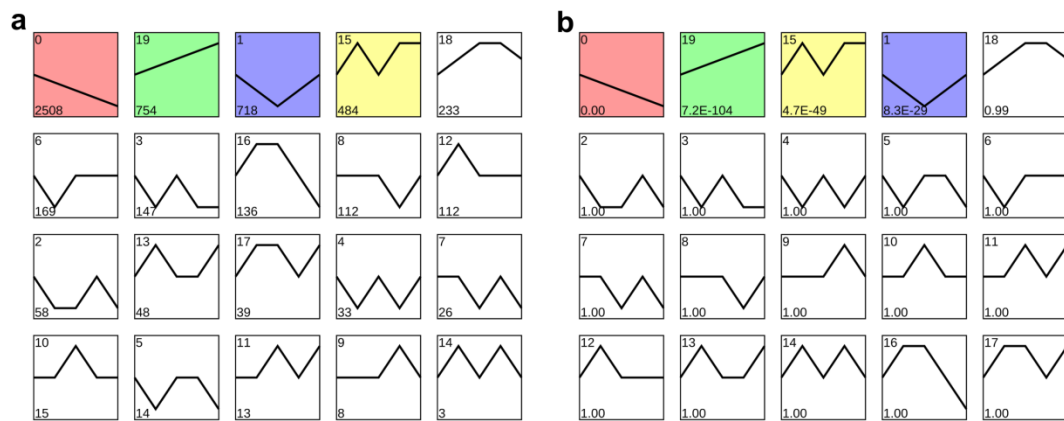 a
0 19 1 15 18
2508 754 718 484 233
6 3 16 8 12
169 147 136 112 112
2 13 17 4 7
58 48 39 33 26
10 5 11 9 14
15 14 13 8 3
b
0 19 15 1 18
0.00 7.2E-104 4.7E-49 8.3E-29 0.99
2 3 4 5 6
1.00 1.00 1.00 1.00 1.00
7 8 9 10 11
1.00 1.00 1.00 1.00 1.00
12 13 14 16 17
1.00 1.00 1.00 1.00 1.00